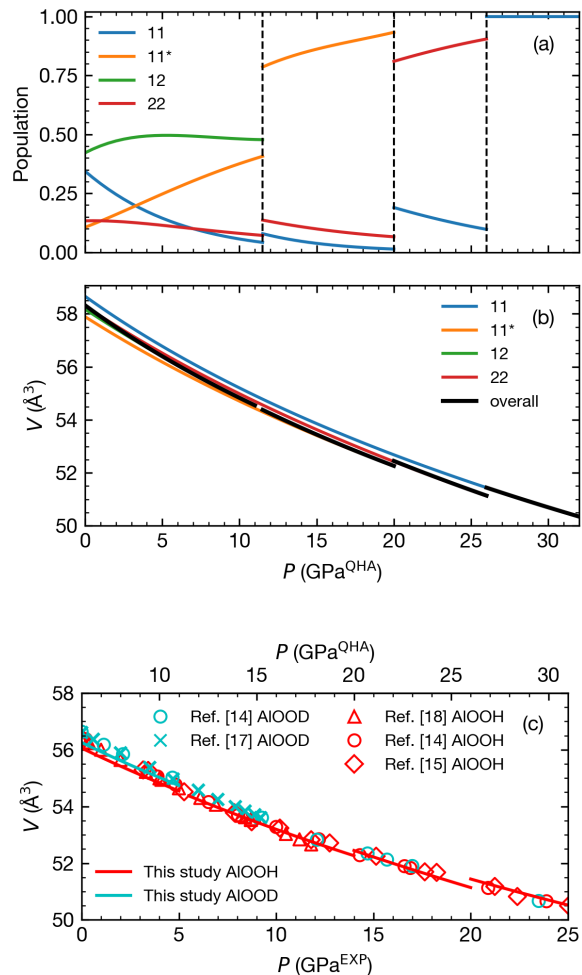 1.00
0.75
0.50
0.25
0.00
Population
11
11*
12
22
(a)
58
56
54
52
50
V (Å³)
11
11*
12
22
overall
(b)
0 5 10 15 20 25 30
P (GPa^QHA)
P (GPa^QHA)
10 15 20 25 30
58
56
54
52
50
V (Å³)
Ref. [14] AlOOD
Ref. [17] AlOOD
Ref. [18] AlOOH
Ref. [14] AlOOH
Ref. [15] AlOOH
(c)
This study AlOOH
This study AlOOD
0 5 10 15 20 25
P (GPa^EXP)